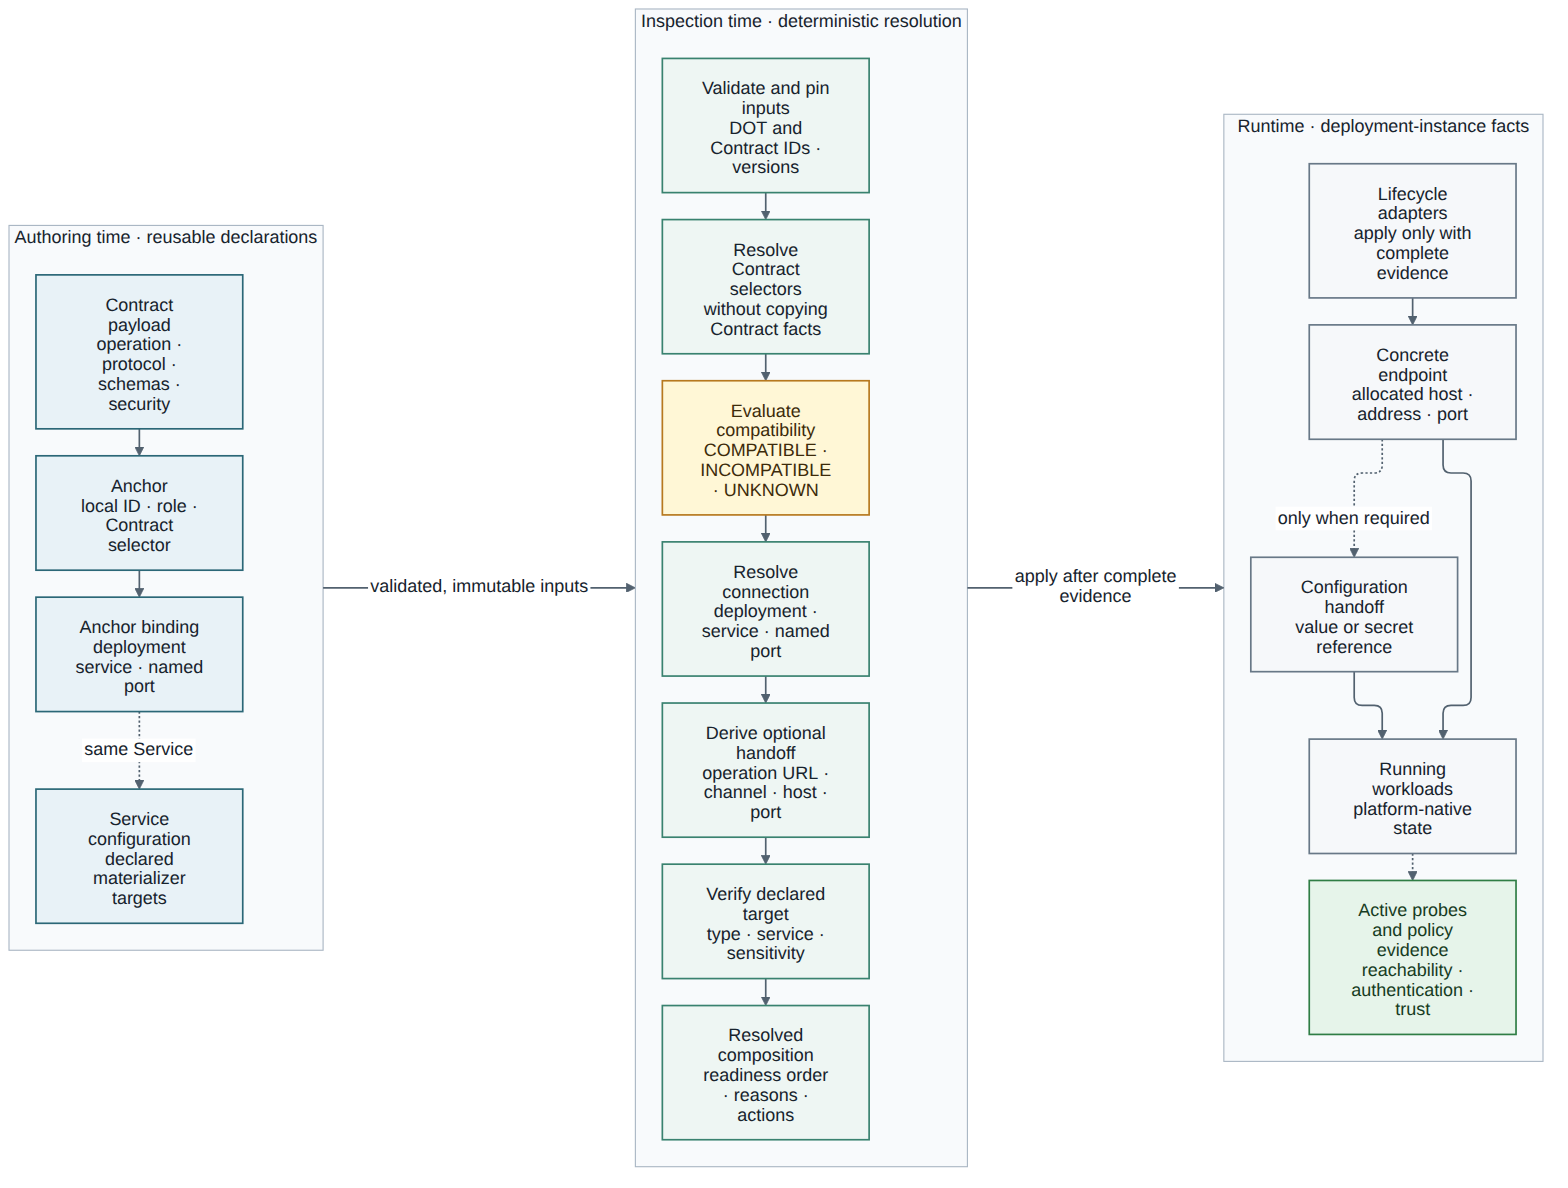 Authoring time · reusable declarations
Contract
payload
operation ·
protocol ·
schemas ·
security
Anchor
local ID · role ·
Contract
selector
Anchor binding
deployment
service · named
port
same Service
Service
configuration
declared
materializer
targets
validated, immutable inputs
Inspection time · deterministic resolution
Validate and pin
inputs
DOT and
Contract IDs ·
versions
Resolve
Contract
selectors
without copying
Contract facts
Evaluate
compatibility
COMPATIBLE ·
INCOMPATIBLE
· UNKNOWN
Resolve
connection
deployment ·
service · named
port
Derive optional
handoff
operation URL ·
channel · host ·
port
Verify declared
target
type · service ·
sensitivity
Resolved
composition
readiness order
· reasons ·
actions
apply after complete
evidence
Runtime · deployment-instance facts
Lifecycle
adapters
apply only with
complete
evidence
Concrete
endpoint
allocated host ·
address · port
only when required
Configuration
handoff
value or secret
reference
Running
workloads
platform-native
state
Active probes
and policy
evidence
reachability ·
authentication ·
trust